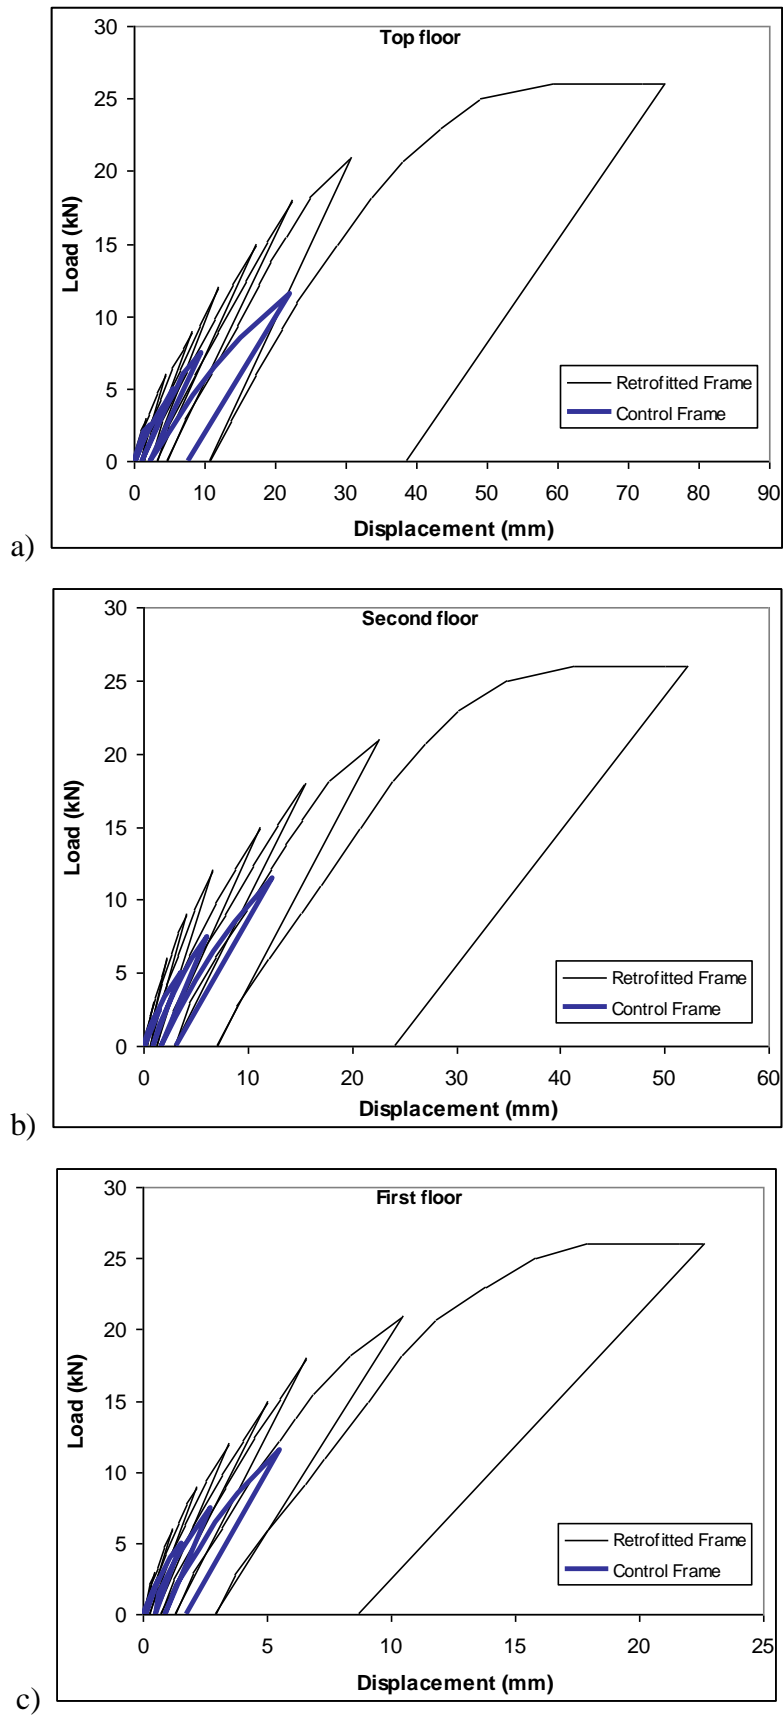 30
Top floor
25
20
15
10
5
0
Load (kN)
Retrofitted Frame
Control Frame
0 10 20 30 40 50 60 70 80 90
Displacement (mm)
a)
30
Second floor
25
20
15
10
5
0
Load (kN)
Retrofitted Frame
Control Frame
0 10 20 30 40 50 60
Displacement (mm)
b)
30
First floor
25
20
15
10
5
0
Load (kN)
Retrofitted Frame
Control Frame
0 5 10 15 20 25
Displacement (mm)
c)